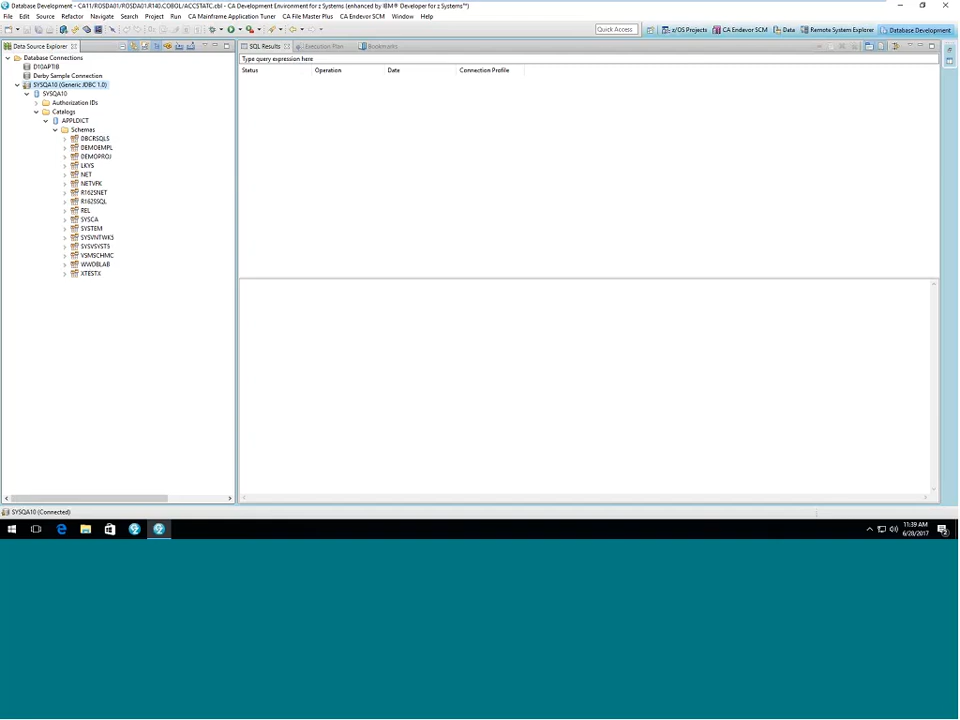 Database Development - CA11/ROSDA01/ROSDA01.R140.COBOL/ACCSTATC.cbl - CA Development Environment for z Systems (enhanced by IBM® Developer for z Systems™)
File Edit Source Refactor Navigate Search Project Run CA Mainframe Application Tuner CA File Master Plus CA Endevor SCM Window Help
Quick Access z/OS Projects CA Endevor SCM Data Remote System Explorer Database Development
Data Source Explorer
Database Connections
D10APTIB
Derby Sample Connection
SYSQA10 (Generic JDBC 1.0)
SYSQA10
Authorization IDs
Catalogs
APPLDICT
Schemas
DBCRSQLS
DEMOEMPL
DEMOPROJ
LKYS
NET
NETVFK
R162SNET
R162SSQL
REL
SYSCA
SYSTEM
SYSVNTWKS
SYSVSYSTS
VSMSCHMC
WWDBLAB
XTESTX
SQL Results Execution Plan Bookmarks
Type query expression here
Status Operation Date Connection Profile
SYSQA10 (Connected)
11:39 AM
6/28/2017